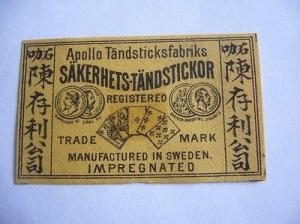 Apollo Tändsticksfabriks
SÄKERHETS-TÄNDSTICKOR
REGISTERED
TRADE MARK
MANUFACTURED IN SWEDEN.
IMPREGNATED
陳存利公司
陳存利公司